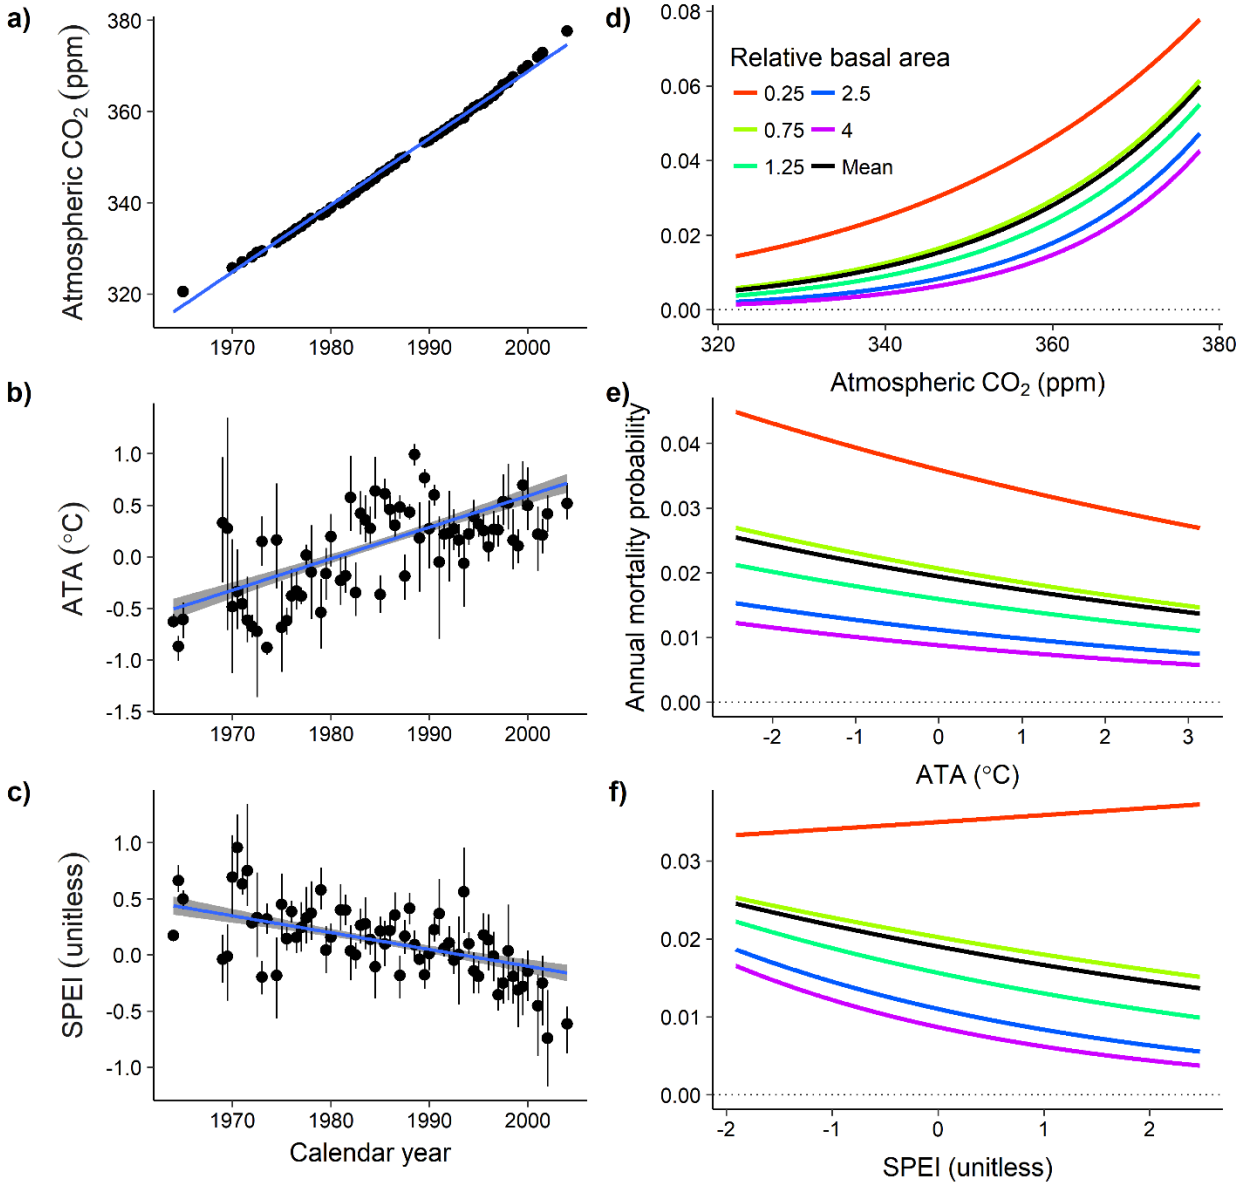 a)
Atmospheric CO₂ (ppm)
380
360
340
320
1970 1980 1990 2000
b)
ATA (°C)
1.0
0.5
0.0
-0.5
-1.0
-1.5
1970 1980 1990 2000
c)
SPEI (unitless)
1.0
0.5
0.0
-0.5
-1.0
1970 1980 1990 2000
Calendar year
d)
0.08
0.06
0.04
0.02
0.00
Relative basal area
0.25 2.5
0.75 4
1.25 Mean
320 340 360 380
Atmospheric CO₂ (ppm)
e)
Annual mortality probability
0.04
0.03
0.02
0.01
0.00
-2 -1 0 1 2 3
ATA (°C)
f)
0.03
0.02
0.01
0.00
-2 -1 0 1 2
SPEI (unitless)